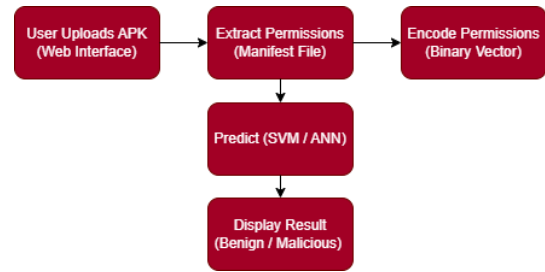 User Uploads APK
(Web Interface)
Extract Permissions
(Manifest File)
Encode Permissions
(Binary Vector)
Predict (SVM / ANN)
Display Result
(Benign / Malicious)